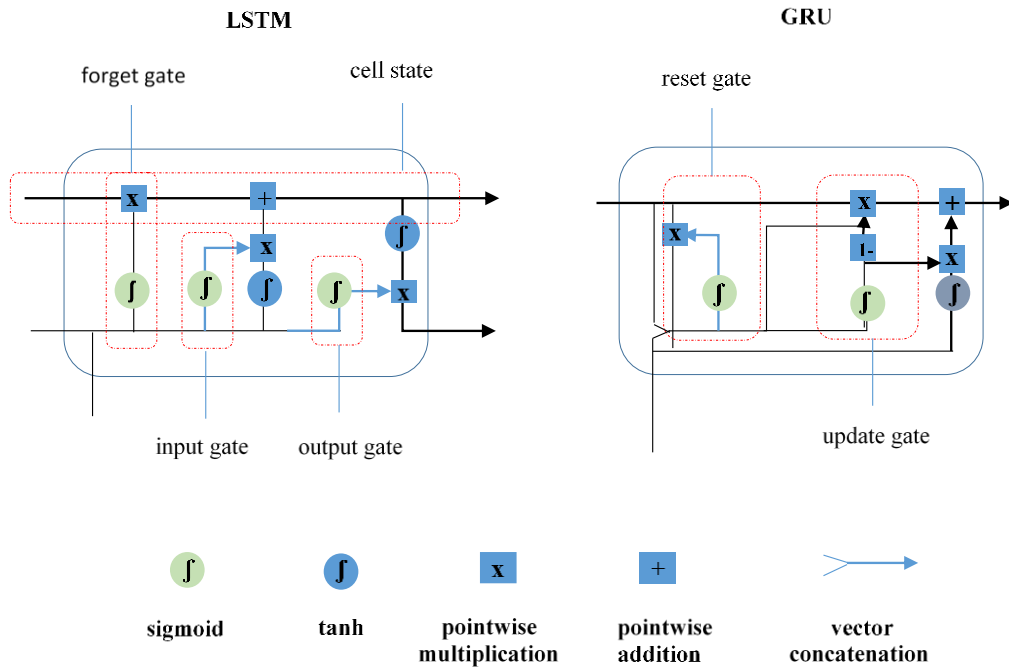 LSTM
GRU
forget gate
cell state
reset gate
x
+
x
+
x
ʃ
x
1-
x
ʃ
ʃ
ʃ
ʃ
x
ʃ
ʃ
ʃ
input gate
output gate
update gate
ʃ
ʃ
x
+
sigmoid
tanh
pointwise
multiplication
pointwise
addition
vector
concatenation